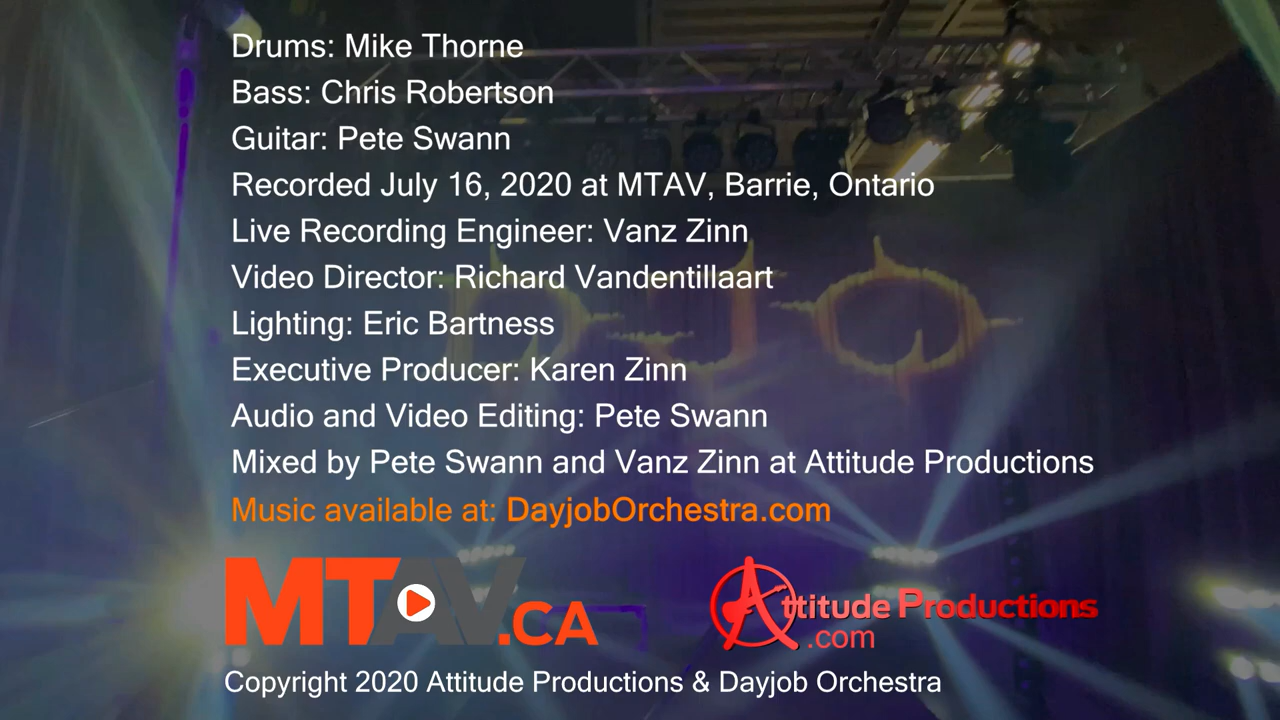 Drums: Mike Thorne
Bass: Chris Robertson
Guitar: Pete Swann
Recorded July 16, 2020 at MTAV, Barrie, Ontario
Live Recording Engineer: Vanz Zinn
Video Director: Richard Vandentillaart
Lighting: Eric Bartness
Executive Producer: Karen Zinn
Audio and Video Editing: Pete Swann
Mixed by Pete Swann and Vanz Zinn at Attitude Productions
Music available at: DayjobOrchestra.com
MTAV.CA
Attitude Productions
.com
Copyright 2020 Attitude Productions & Dayjob Orchestra
DJO